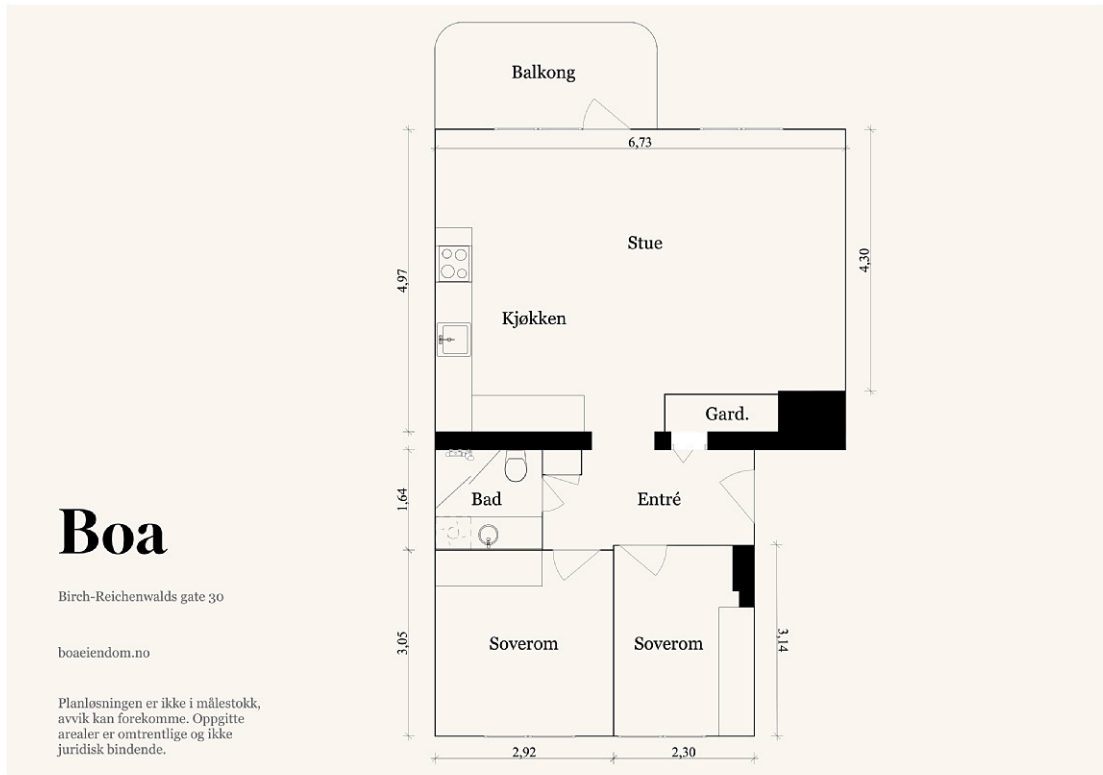 Balkong
6,73
Stue
4,30
4,97
Kjøkken
Gard.
Bad
Entré
1,64
Boa
Birch-Reichenwalds gate 30
boaeiendom.no
Planløsningen er ikke i målestokk,
avvik kan forekomme. Oppgitte
arealer er omtrentlige og ikke
juridisk bindende.
Soverom
Soverom
3,05
3,14
2,92
2,30